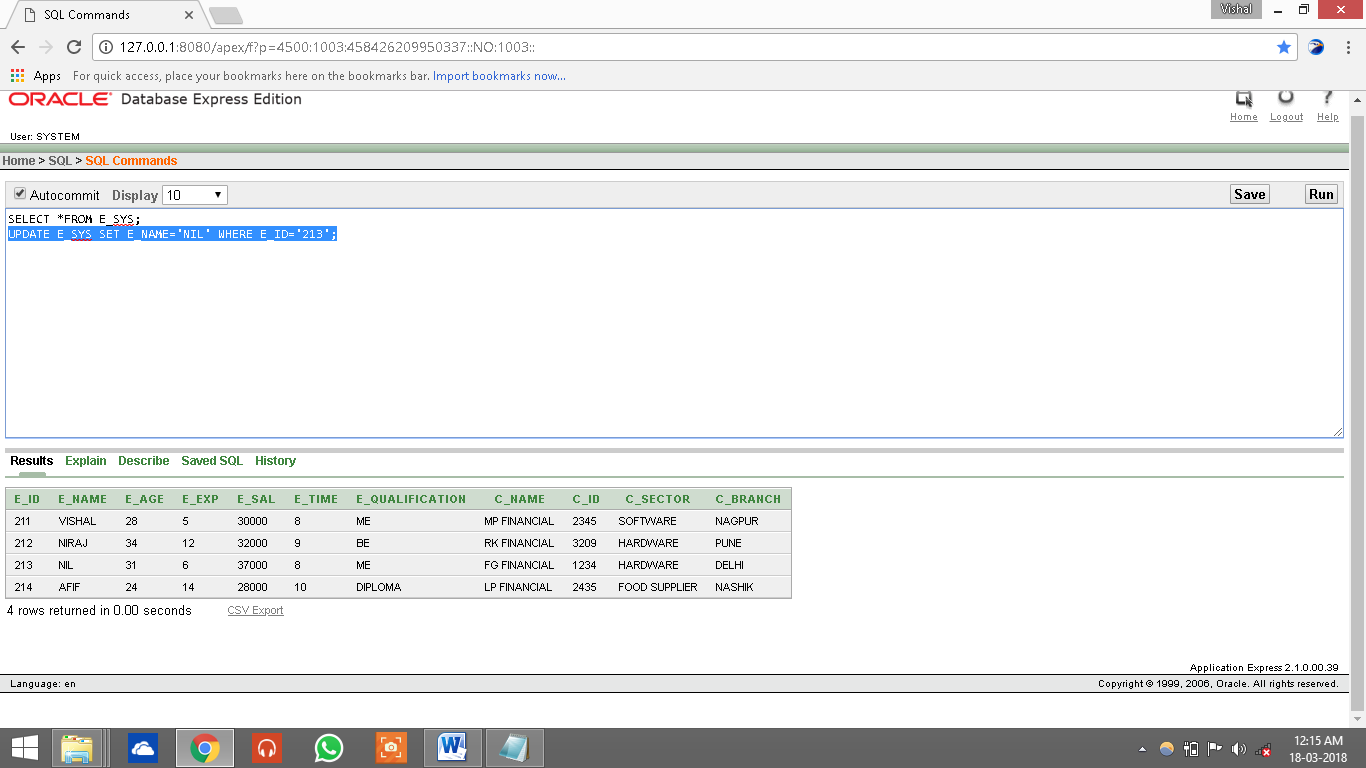 SQL Commands
Vishal
127.0.0.1:8080/apex/f?p=4500:1003:458426209950337::NO:1003::
Apps For quick access, place your bookmarks here on the bookmarks bar. Import bookmarks now...
ORACLE Database Express Edition
Home Logout Help
User: SYSTEM
Home > SQL > SQL Commands
Autocommit Display 10 Save Run
SELECT *FROM E_SYS;
UPDATE E_SYS SET E_NAME='NIL' WHERE E_ID='213';
Results Explain Describe Saved SQL History
E_ID E_NAME E_AGE E_EXP E_SAL E_TIME E_QUALIFICATION C_NAME C_ID C_SECTOR C_BRANCH
211 VISHAL 28 5 30000 8 ME MP FINANCIAL 2345 SOFTWARE NAGPUR
212 NIRAJ 34 12 32000 9 BE RK FINANCIAL 3209 HARDWARE PUNE
213 NIL 31 6 37000 8 ME FG FINANCIAL 1234 HARDWARE DELHI
214 AFIF 24 14 28000 10 DIPLOMA LP FINANCIAL 2435 FOOD SUPPLIER NASHIK
4 rows returned in 0.00 seconds CSV Export
Application Express 2.1.0.00.39
Language: en Copyright © 1999, 2006, Oracle. All rights reserved.
12:15 AM
18-03-2018